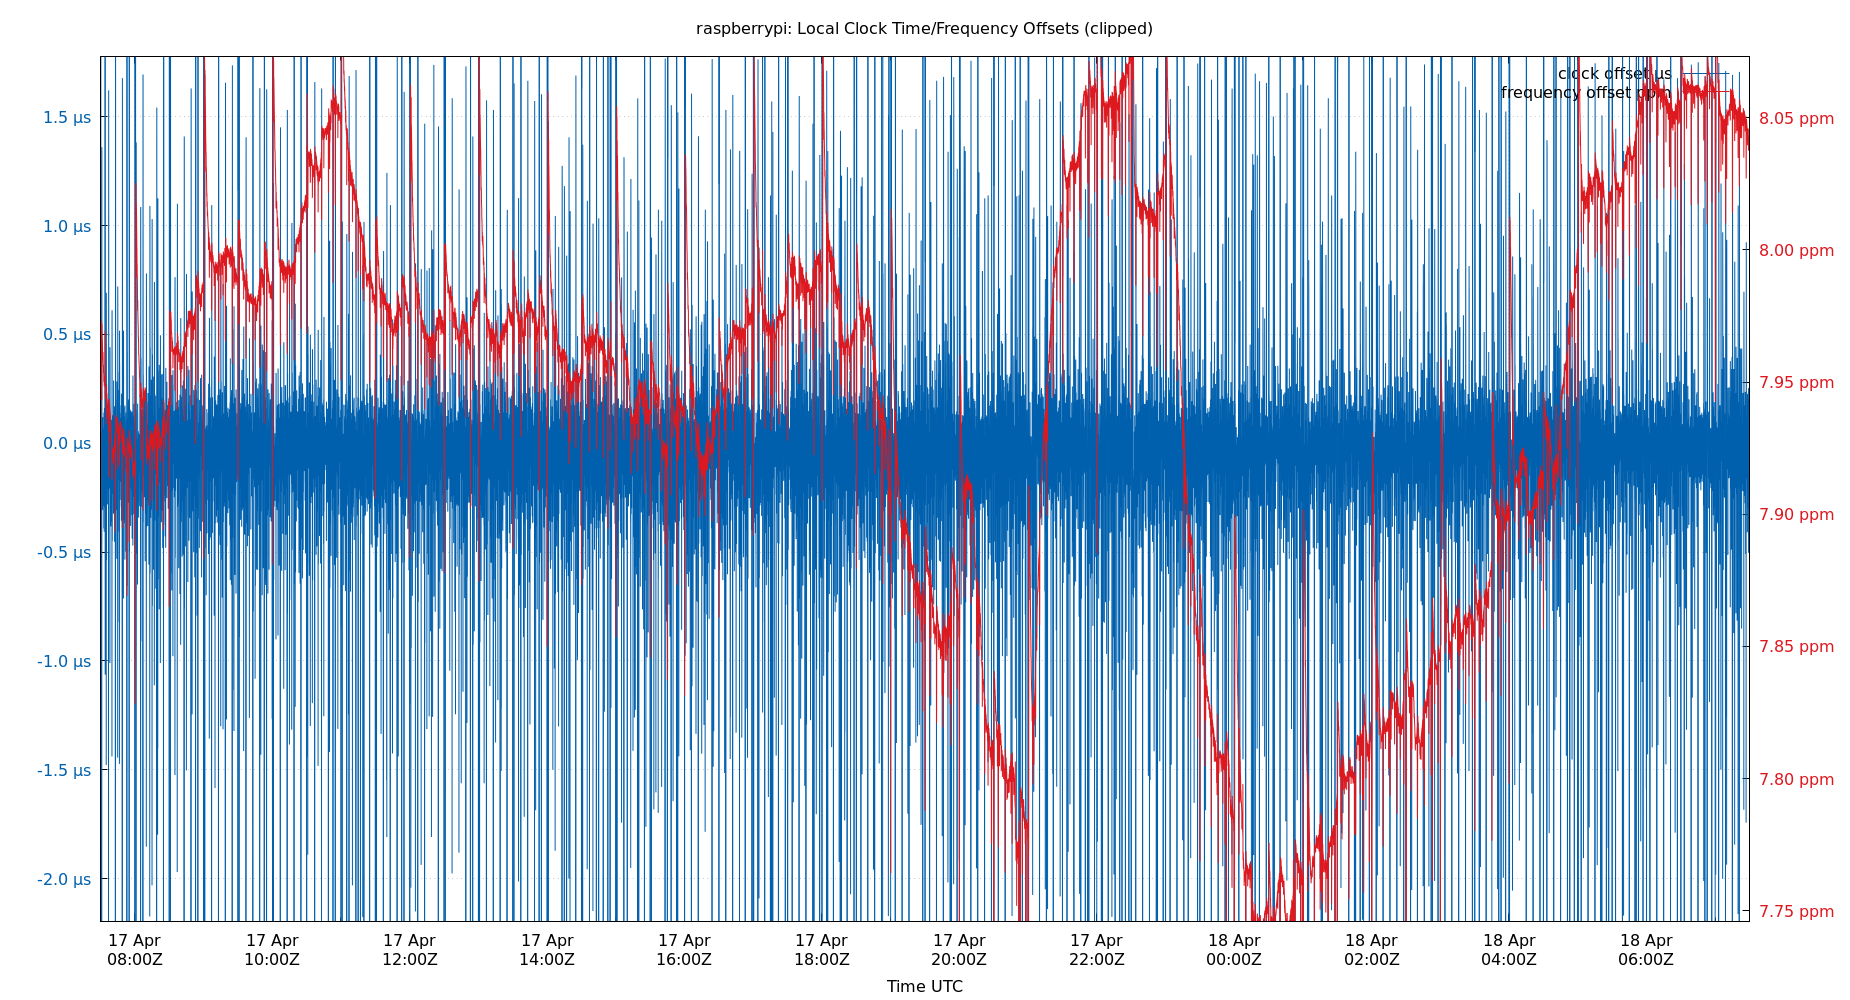 raspberrypi: Local Clock Time/Frequency Offsets (clipped)
clock offset µs
frequency offset ppm
1.5 µs
1.0 µs
0.5 µs
0.0 µs
-0.5 µs
-1.0 µs
-1.5 µs
-2.0 µs
8.05 ppm
8.00 ppm
7.95 ppm
7.90 ppm
7.85 ppm
7.80 ppm
7.75 ppm
17 Apr
08:00Z
17 Apr
10:00Z
17 Apr
12:00Z
17 Apr
14:00Z
17 Apr
16:00Z
17 Apr
18:00Z
17 Apr
20:00Z
17 Apr
22:00Z
18 Apr
00:00Z
18 Apr
02:00Z
18 Apr
04:00Z
18 Apr
06:00Z
Time UTC